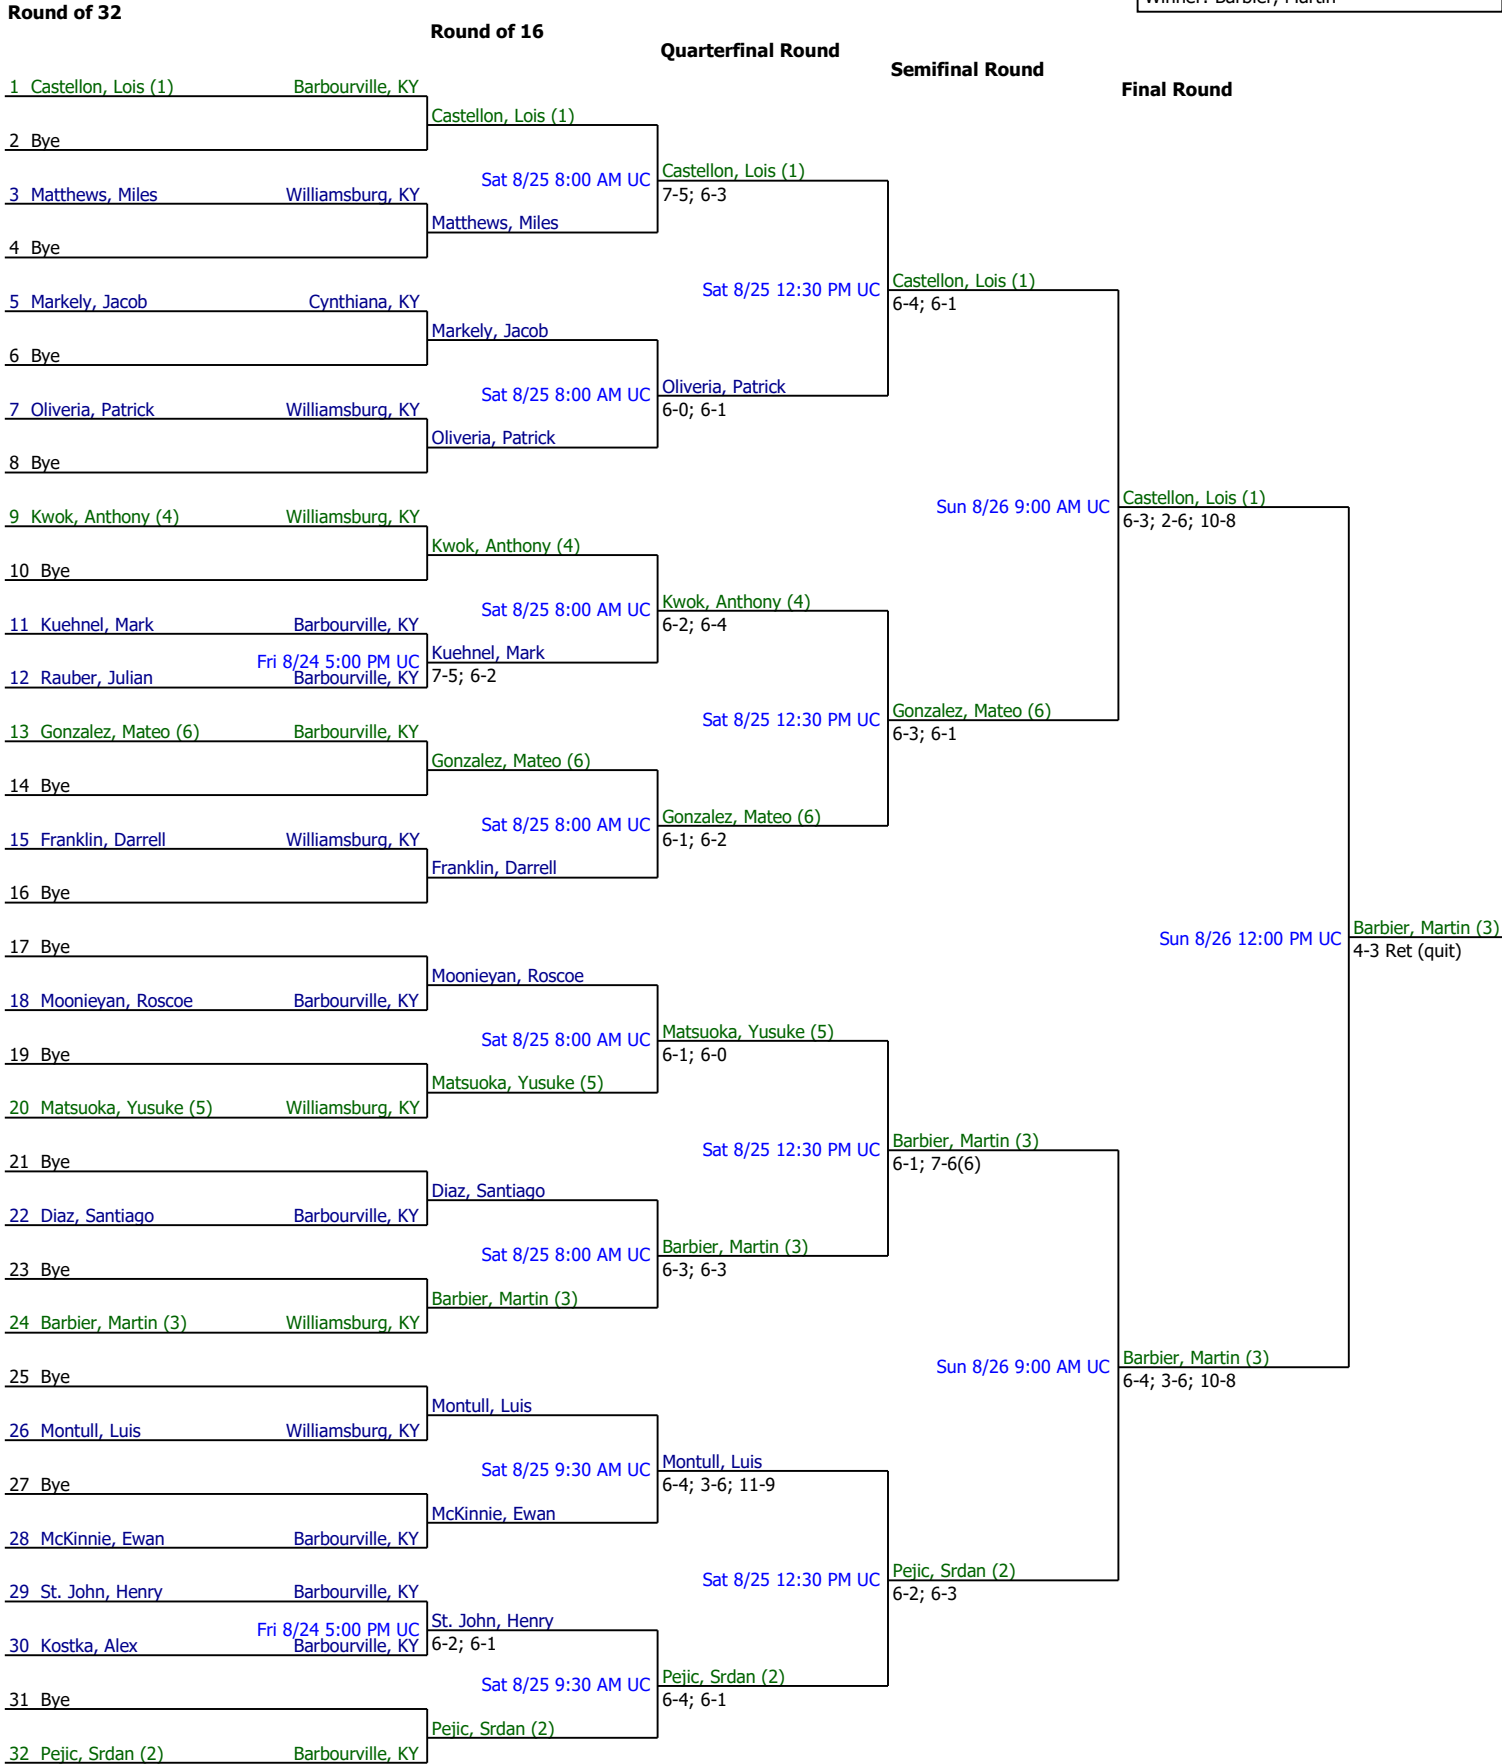 Winner: Barbier, Martin
Round of 32
Round of 16
Quarterfinal Round
Semifinal Round
Final Round
1 Castellon, Lois (1) Barbourville, KY
Castellon, Lois (1)
2 Bye
Sat 8/25 8:00 AM UC Castellon, Lois (1)
7-5; 6-3
3 Matthews, Miles Williamsburg, KY
Matthews, Miles
4 Bye
Sat 8/25 12:30 PM UC Castellon, Lois (1)
6-4; 6-1
5 Markely, Jacob Cynthiana, KY
Markely, Jacob
6 Bye
Sat 8/25 8:00 AM UC Oliveria, Patrick
6-0; 6-1
7 Oliveria, Patrick Williamsburg, KY
Oliveria, Patrick
8 Bye
Sun 8/26 9:00 AM UC Castellon, Lois (1)
6-3; 2-6; 10-8
9 Kwok, Anthony (4) Williamsburg, KY
Kwok, Anthony (4)
10 Bye
Sat 8/25 8:00 AM UC Kwok, Anthony (4)
6-2; 6-4
11 Kuehnel, Mark Barbourville, KY
Fri 8/24 5:00 PM UC Kuehnel, Mark
12 Rauber, Julian Barbourville, KY 7-5; 6-2
Sat 8/25 12:30 PM UC Gonzalez, Mateo (6)
6-3; 6-1
13 Gonzalez, Mateo (6) Barbourville, KY
Gonzalez, Mateo (6)
14 Bye
Sat 8/25 8:00 AM UC Gonzalez, Mateo (6)
6-1; 6-2
15 Franklin, Darrell Williamsburg, KY
Franklin, Darrell
16 Bye
Sun 8/26 12:00 PM UC Barbier, Martin (3)
4-3 Ret (quit)
17 Bye
Moonieyan, Roscoe
18 Moonieyan, Roscoe Barbourville, KY
Sat 8/25 8:00 AM UC Matsuoka, Yusuke (5)
6-1; 6-0
19 Bye
Matsuoka, Yusuke (5)
20 Matsuoka, Yusuke (5) Williamsburg, KY
Sat 8/25 12:30 PM UC Barbier, Martin (3)
6-1; 7-6(6)
21 Bye
Diaz, Santiago
22 Diaz, Santiago Barbourville, KY
Sat 8/25 8:00 AM UC Barbier, Martin (3)
6-3; 6-3
23 Bye
Barbier, Martin (3)
24 Barbier, Martin (3) Williamsburg, KY
Sun 8/26 9:00 AM UC Barbier, Martin (3)
6-4; 3-6; 10-8
25 Bye
Montull, Luis
26 Montull, Luis Williamsburg, KY
Sat 8/25 9:30 AM UC Montull, Luis
6-4; 3-6; 11-9
27 Bye
McKinnie, Ewan
28 McKinnie, Ewan Barbourville, KY
Sat 8/25 12:30 PM UC Pejic, Srdan (2)
6-2; 6-3
29 St. John, Henry Barbourville, KY
Fri 8/24 5:00 PM UC St. John, Henry
30 Kostka, Alex Barbourville, KY 6-2; 6-1
Sat 8/25 9:30 AM UC Pejic, Srdan (2)
6-4; 6-1
31 Bye
Pejic, Srdan (2)
32 Pejic, Srdan (2) Barbourville, KY